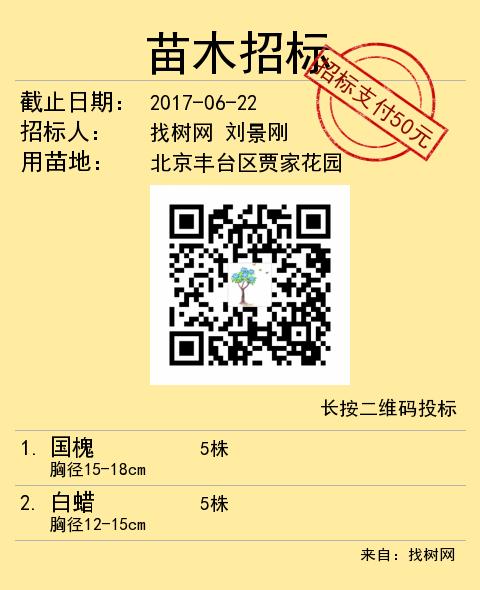 苗木招标
招标支付50元
截止日期： 2017-06-22
招标人： 找树网 刘景刚
用苗地： 北京丰台区贾家花园
长按二维码投标
1. 国槐 5株
胸径15-18cm
2. 白蜡 5株
胸径12-15cm
来自：找树网